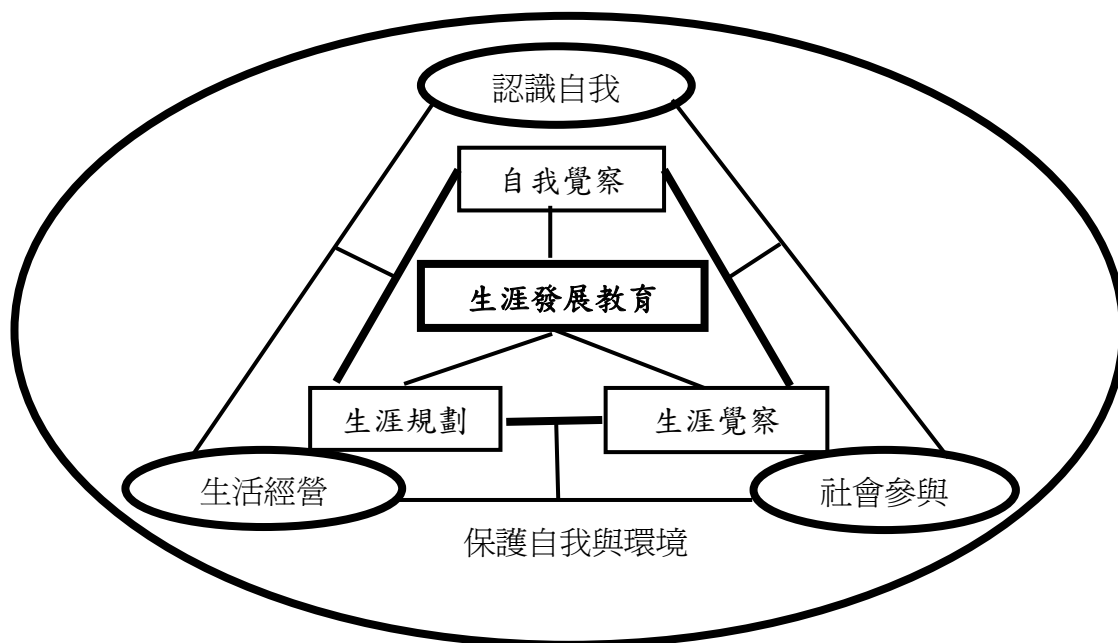 認識自我
自我覺察
生涯發展教育
生涯規劃
生涯覺察
生活經營
社會參與
保護自我與環境